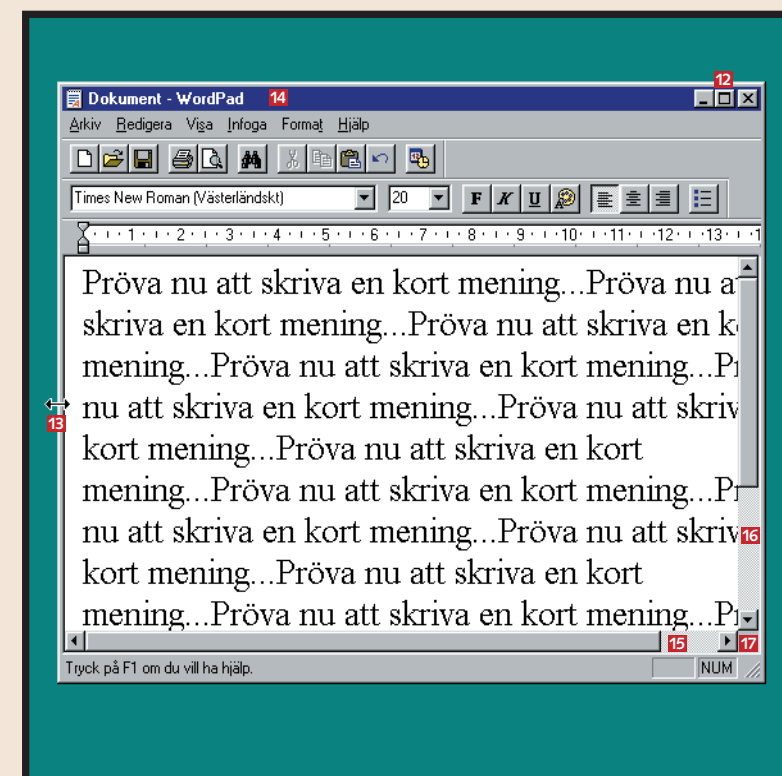 12
Dokument - WordPad 14
Arkiv Redigera Visa Infoga Format Hjälp
Times New Roman (Västerländskt) 20 F K U
1 2 3 4 5 6 7 8 9 10 11 12 13 1
Pröva nu att skriva en kort mening...Pröva nu a
skriva en kort mening...Pröva nu att skriva en k
mening...Pröva nu att skriva en kort mening...Pr
nu att skriva en kort mening...Pröva nu att skriv
13
kort mening...Pröva nu att skriva en kort
mening...Pröva nu att skriva en kort mening...Pr
nu att skriva en kort mening...Pröva nu att skriv 16
kort mening...Pröva nu att skriva en kort
mening...Pröva nu att skriva en kort mening...Pr
15 17
Tryck på F1 om du vill ha hjälp. NUM